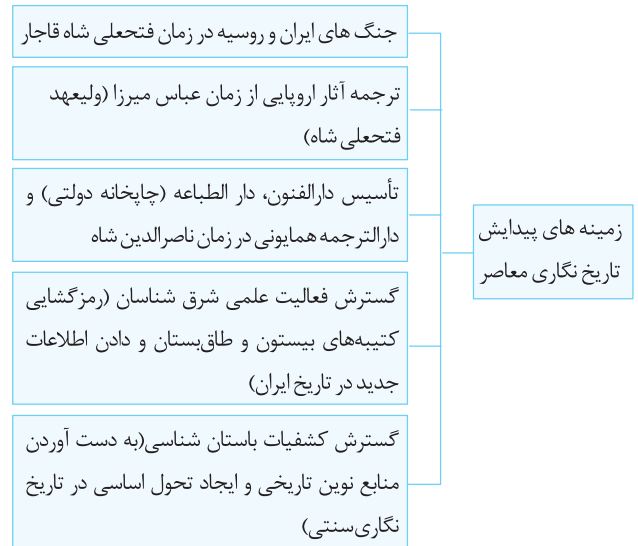 زمینه های پیدایش
تاریخ نگاری معاصر
جنگ های ایران و روسیه در زمان فتحعلی شاه قاجار
ترجمه آثار اروپایی از زمان عباس میرزا (ولیعهد
فتحعلی شاه)
تأسیس دارالفنون، دار الطباعه (چاپخانه دولتی) و
دارالترجمه همایونی در زمان ناصرالدین شاه
گسترش فعالیت علمی شرق شناسان (رمزگشایی
کتیبه‌های بیستون و طاق‌بستان و دادن اطلاعات
جدید در تاریخ ایران)
گسترش کشفیات باستان شناسی(به دست آوردن
منابع نوین تاریخی و ایجاد تحول اساسی در تاریخ
نگاری‌سنتی)